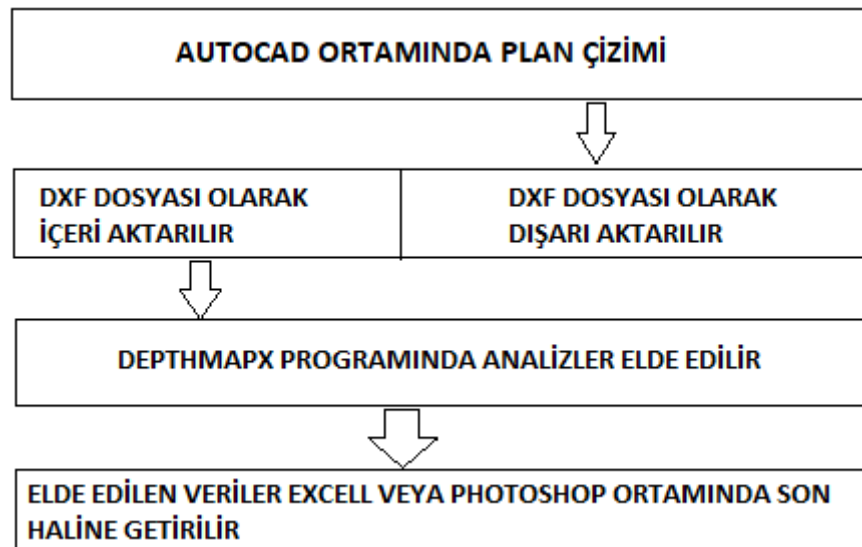 AUTOCAD ORTAMINDA PLAN ÇİZİMİ
DXF DOSYASI OLARAK
İÇERİ AKTARILIR
DXF DOSYASI OLARAK
DIŞARI AKTARILIR
DEPTHMAPX PROGRAMINDA ANALİZLER ELDE EDİLİR
ELDE EDİLEN VERİLER EXCELL VEYA PHOTOSHOP ORTAMINDA SON
HALİNE GETİRİLİR